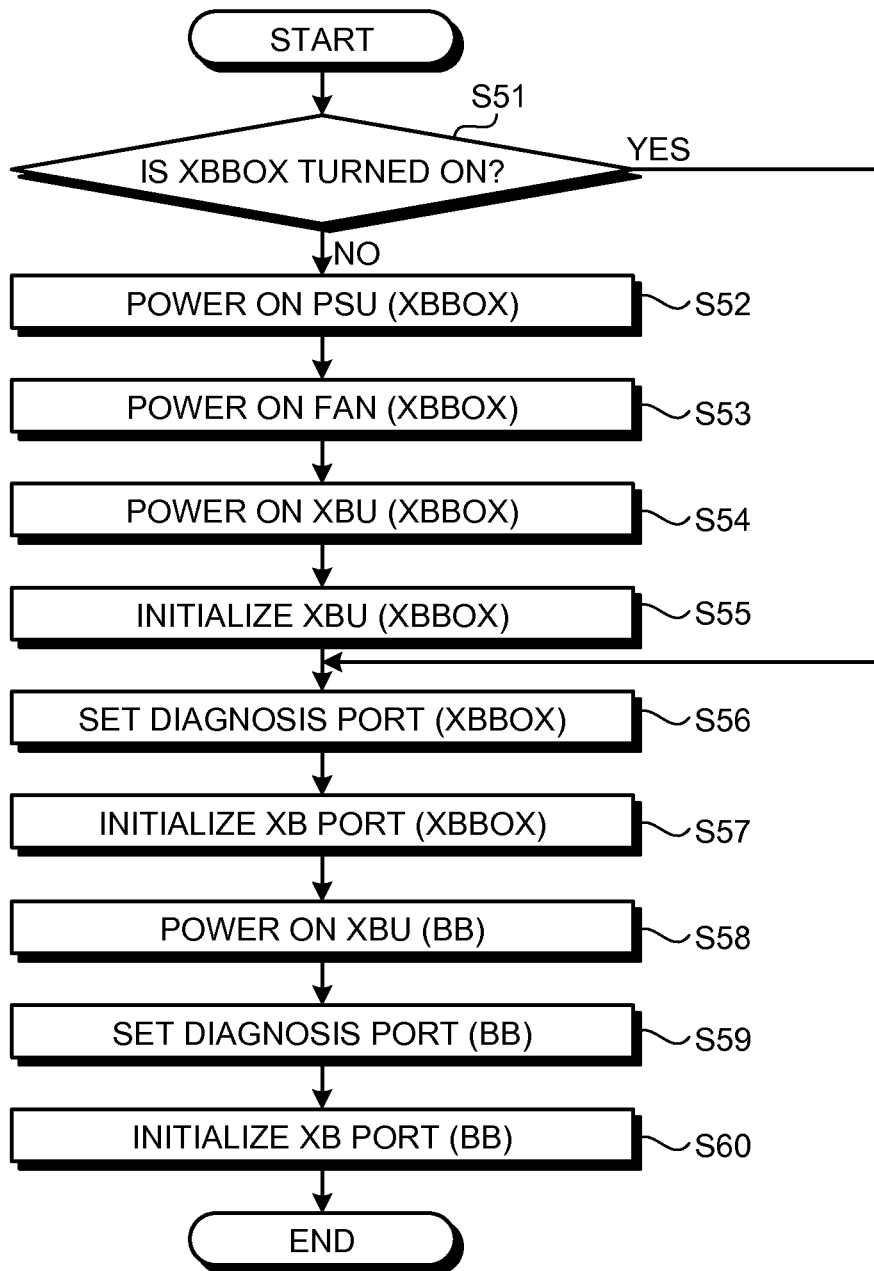 START
S51
IS XBBOX TURNED ON?
YES
NO
POWER ON PSU (XBBOX)
S52
POWER ON FAN (XBBOX)
S53
POWER ON XBU (XBBOX)
S54
INITIALIZE XBU (XBBOX)
S55
SET DIAGNOSIS PORT (XBBOX)
S56
INITIALIZE XB PORT (XBBOX)
S57
POWER ON XBU (BB)
S58
SET DIAGNOSIS PORT (BB)
S59
INITIALIZE XB PORT (BB)
S60
END